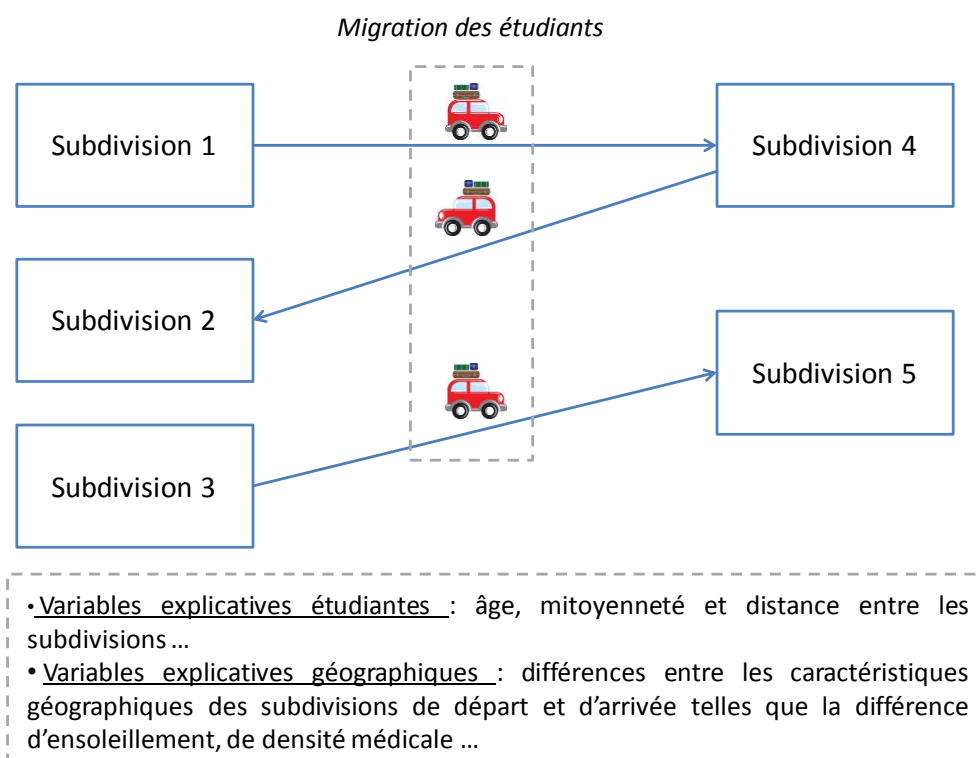 Migration des étudiants
Subdivision 1
Subdivision 4
Subdivision 2
Subdivision 5
Subdivision 3
• Variables explicatives étudiantes : âge, mitoyenneté et distance entre les
subdivisions ...
• Variables explicatives géographiques : différences entre les caractéristiques
géographiques des subdivisions de départ et d'arrivée telles que la différence
d'ensoleillement, de densité médicale ...